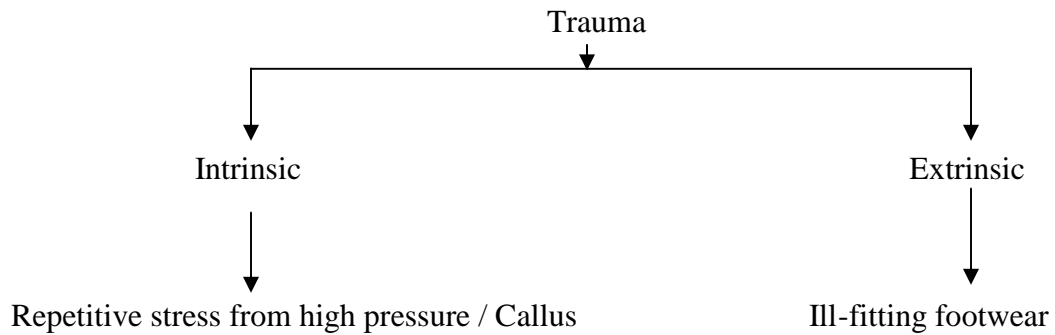 Trauma
Intrinsic Extrinsic
Repetitive stress from high pressure / Callus Ill-fitting footwear